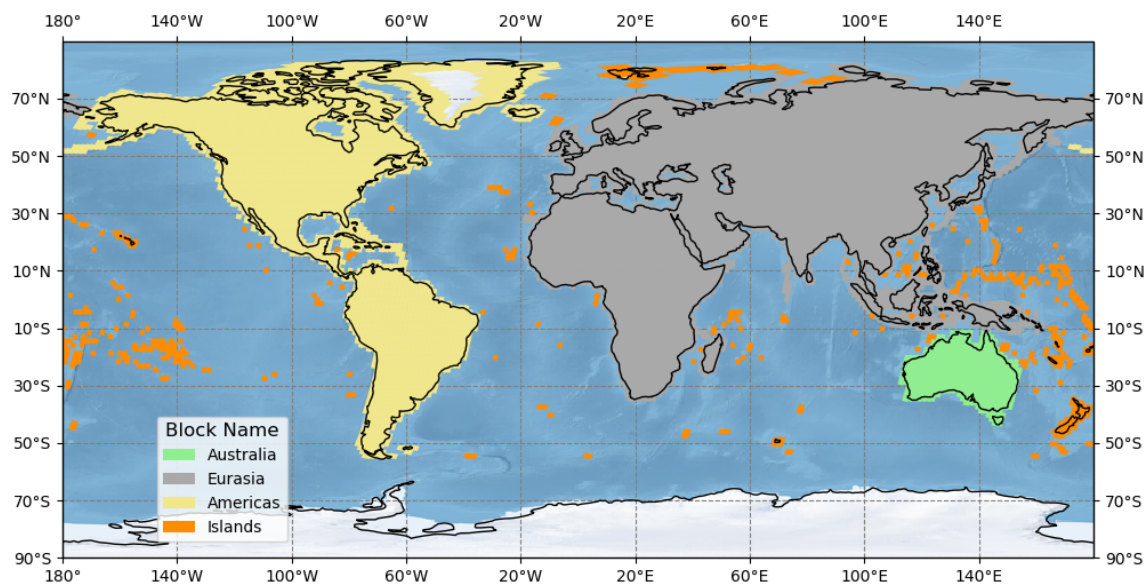 180° 140°W 100°W 60°W 20°W 20°E 60°E 100°E 140°E
70°N 70°N
50°N 50°N
30°N 30°N
10°N 10°N
10°S 10°S
30°S 30°S
50°S 50°S
70°S 70°S
90°S 90°S
Block Name
Australia
Eurasia
Americas
Islands
180° 140°W 100°W 60°W 20°W 20°E 60°E 100°E 140°E